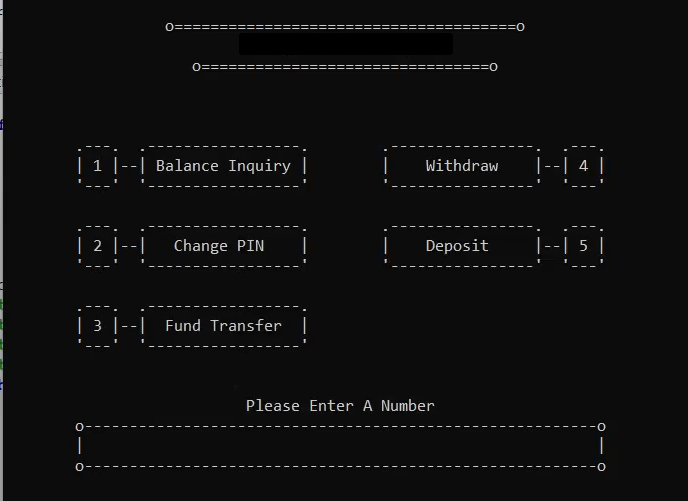 1 Balance Inquiry Withdraw 4
2 Change PIN Deposit 5
3 Fund Transfer
Please Enter A Number